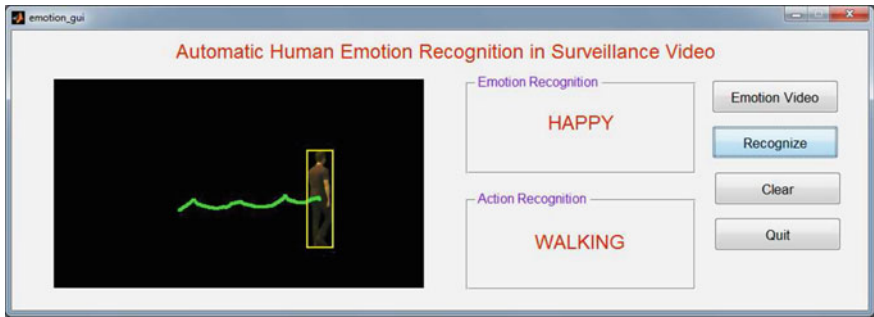 emotion_gui
Automatic Human Emotion Recognition in Surveillance Video
Emotion Recognition
HAPPY
Action Recognition
WALKING
Emotion Video
Recognize
Clear
Quit